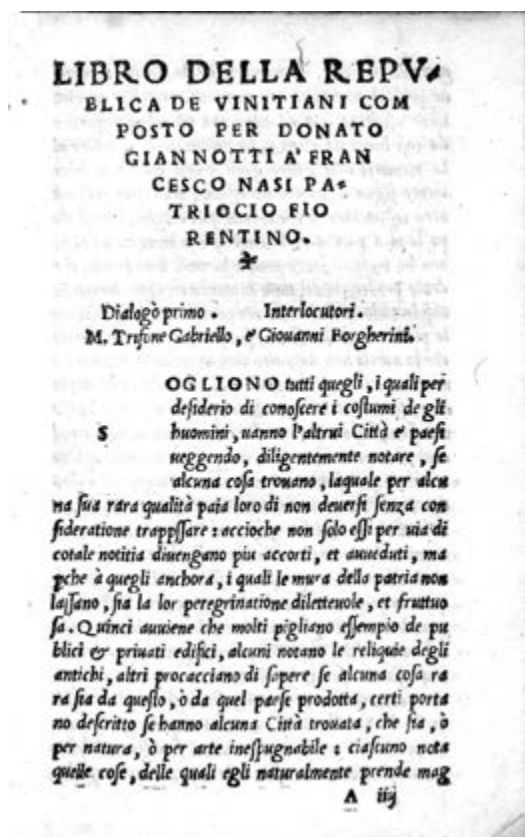 LIBRO DELLA REPV⸗
BLICA DE VINITIANI COM
POSTO PER DONATO
GIANNOTTI A' FRAN
CESCO NASI PA⸗
TRIOCIO FIO
RENTINO.
Dialogò primo. Interlocutori.
M. Trifone Gabriello, e Giouanni Borgherini.
OGLIONO tutti quegli, i quali per
desiderio di conoscere i costumi de gli
S huomini, uanno l'altrui Città e paesi
ueggendo, diligentemente notare, se
alcuna cosa trouano, laquale per alcu
na sua rara qualità paia loro di non deuersi senza con
sideratione trappssare: accioche non solo essi per uia di
cotale notitia diuengano piu accorti, et auueduti, ma
pche à quegli anchora, i quali le mura della patria non
lassano, sia la lor peregrinatione dilettevole, et fruttuo
sa. Quinci auuiene che molti pigliano essempio de pu
blici & priuati edifici, alcuni notano le reliquie degli
antichi, altri procacciano di sapere se alcuna cosa ra
ra sia da questo, ò da quel paese prodotta, certi porta
no descritto se hanno alcuna Città trouata, che sia, ò
per natura, ò per arte inespugnabile: ciascuno nota
quelle cose, delle quali egli naturalmente prende mag
A iij